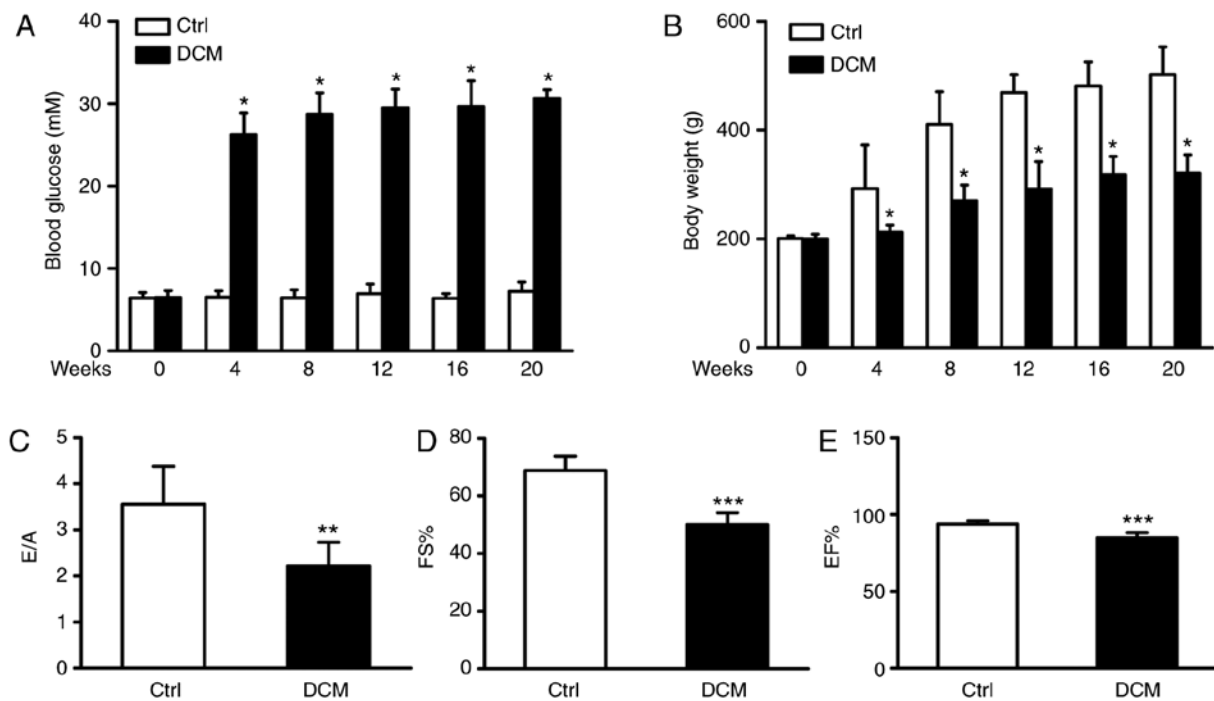 A
Ctrl
DCM
Blood glucose (mM)
40
30
20
10
0
* * * * *
Weeks 0 4 8 12 16 20
B
Ctrl
DCM
Body weight (g)
600
400
200
0
* * * * *
Weeks 0 4 8 12 16 20
C
E/A
5
4
3
2
1
0
**
Ctrl DCM
D
FS%
80
60
40
20
0
***
Ctrl DCM
E
EF%
150
100
50
0
***
Ctrl DCM